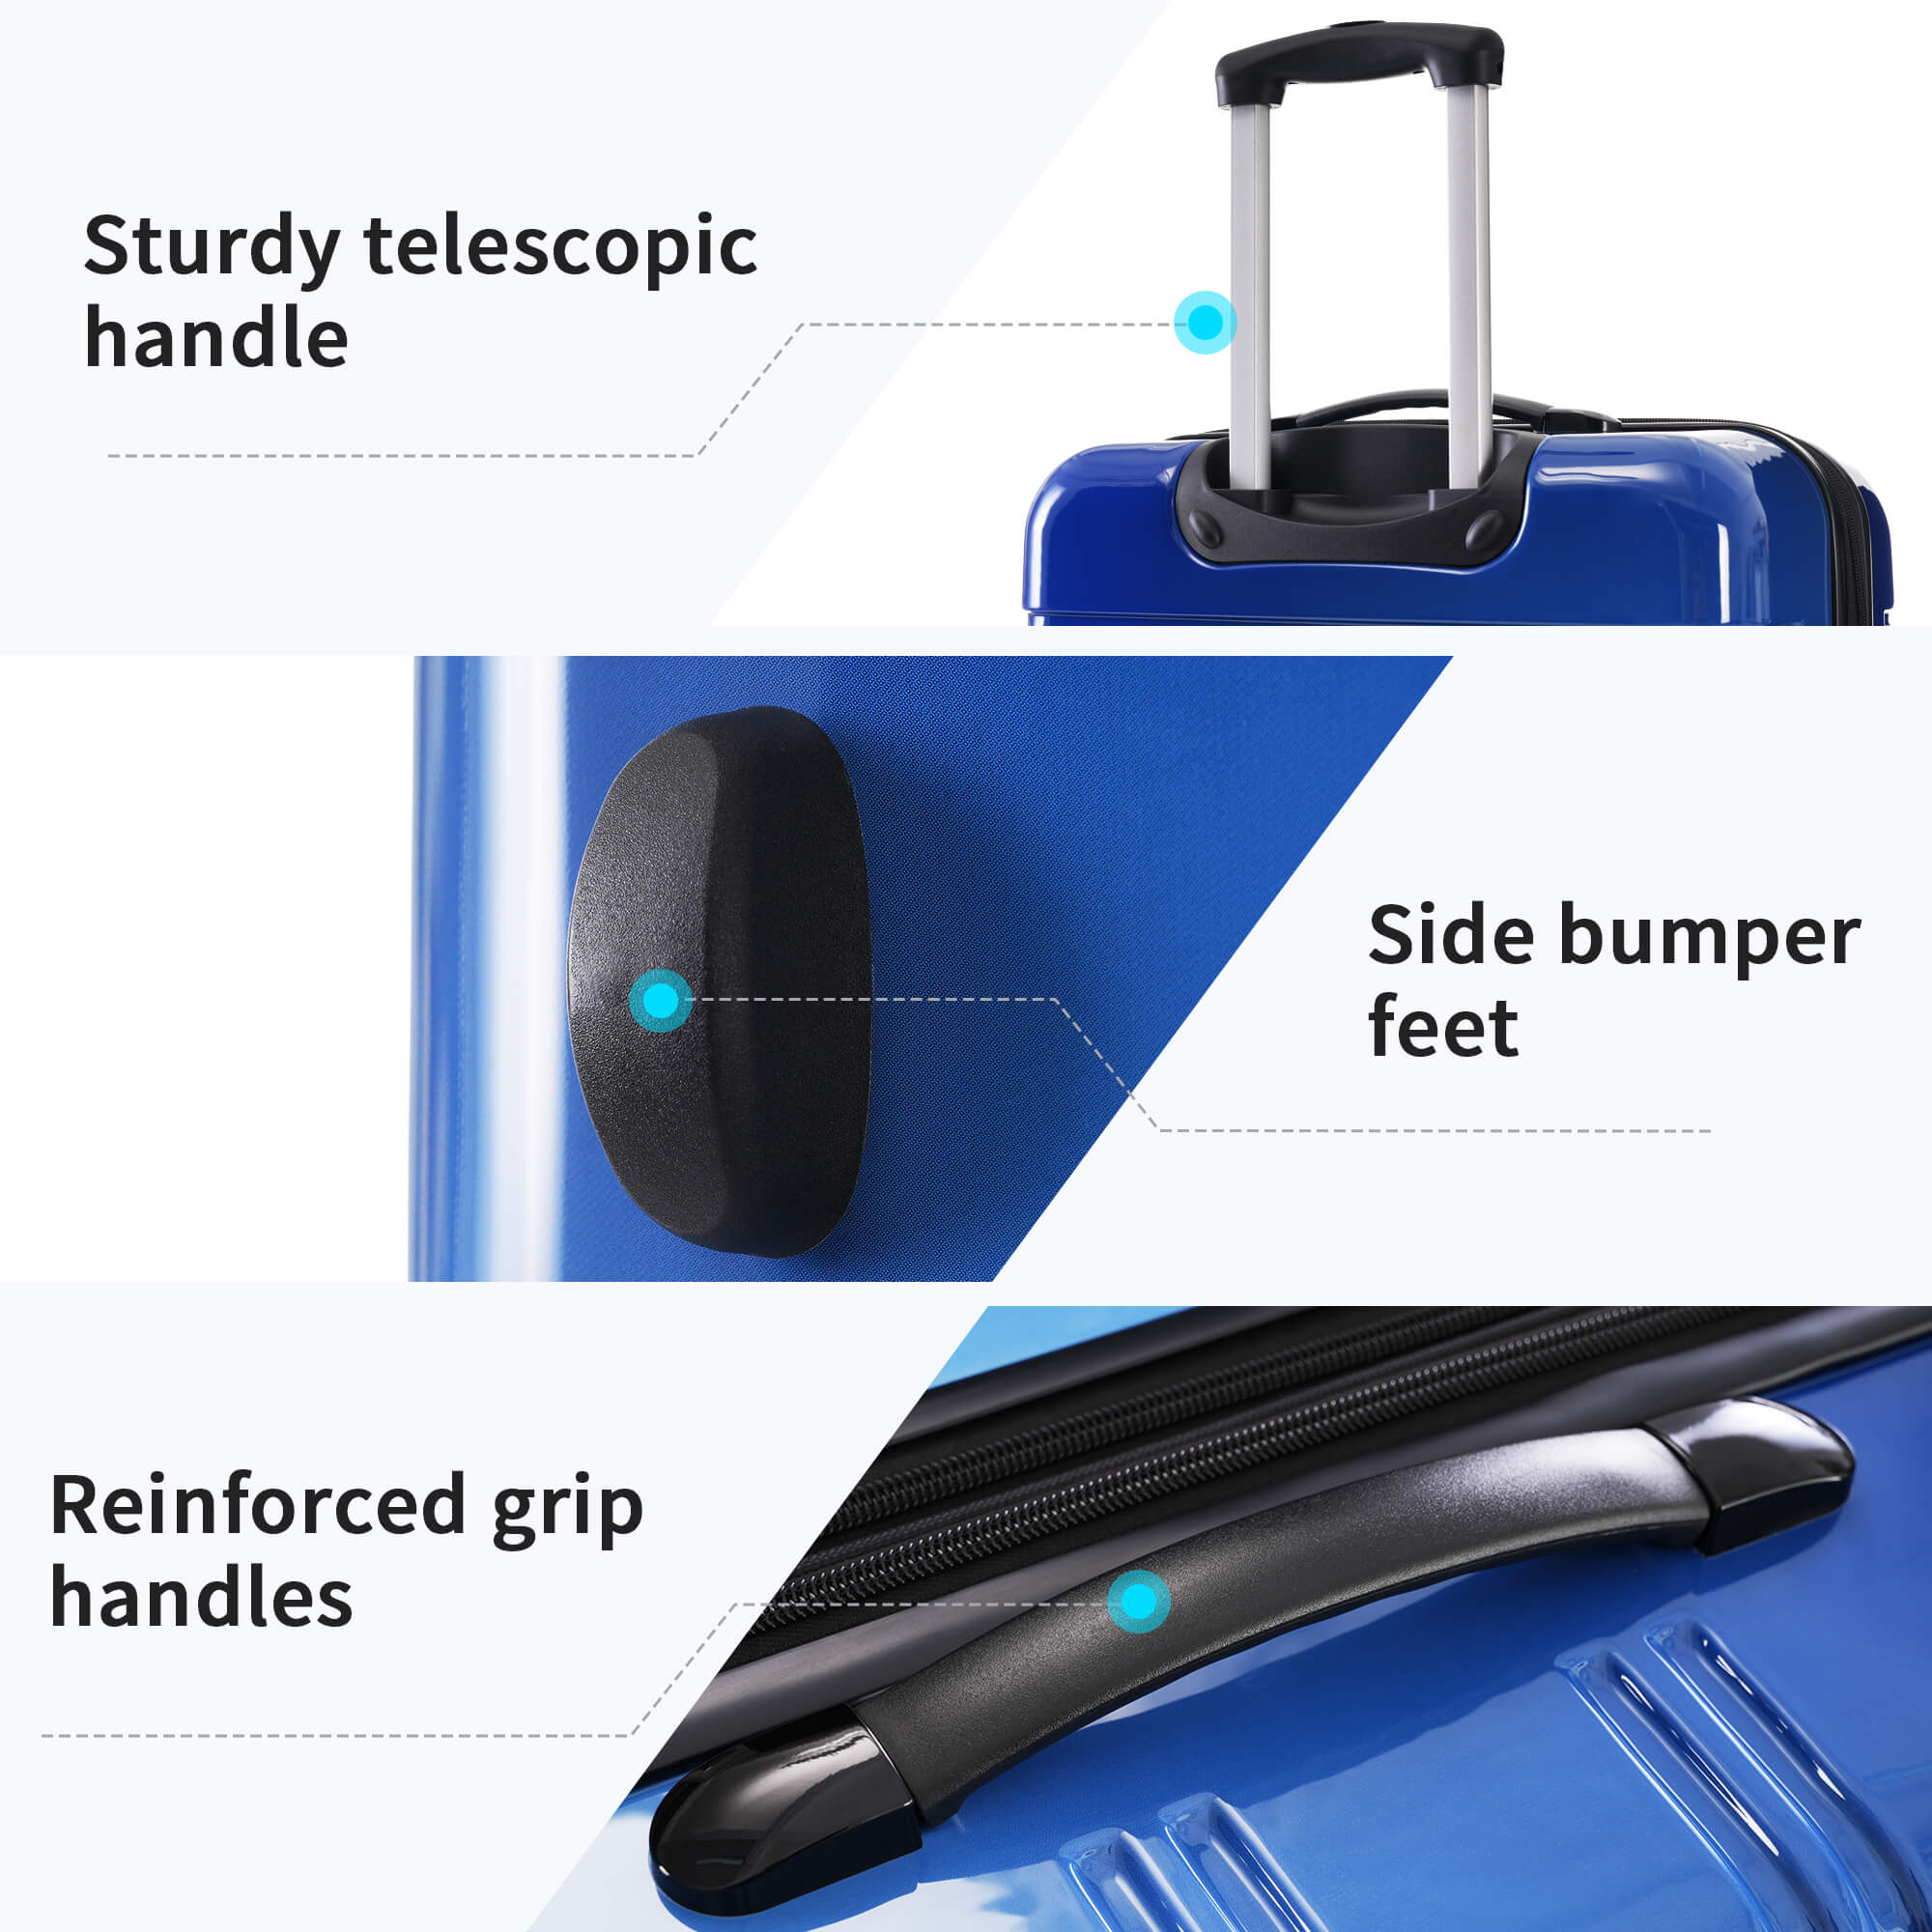 Sturdy telescopic
handle
Side bumper
feet
Reinforced grip
handles